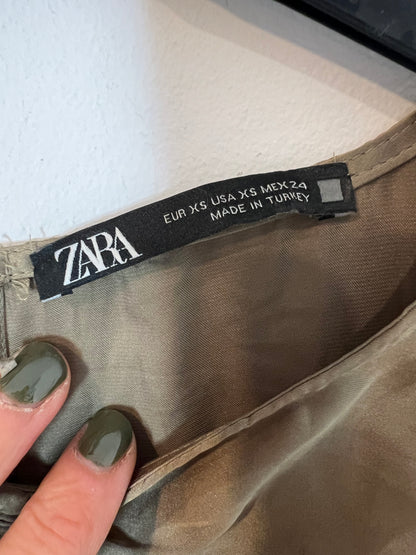 ZARA
EUR XS USA XS MEX 24
MADE IN TURKEY